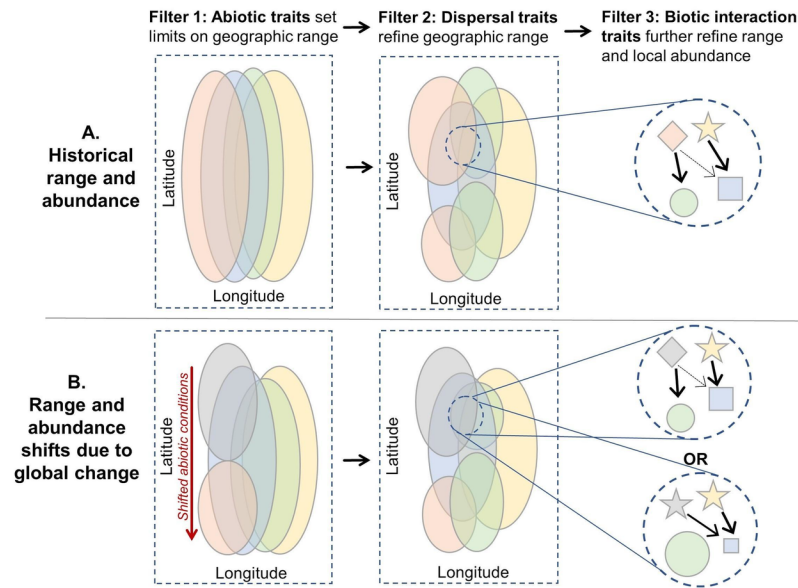 Filter 1: Abiotic traits set
limits on geographic range
Filter 2: Dispersal traits
refine geographic range
Filter 3: Biotic interaction
traits further refine range
and local abundance
A.
Historical
range and
abundance
Latitude
Longitude
Latitude
Longitude
B.
Range and
abundance
shifts due to
global change
Latitude
Shifted abiotic conditions
Longitude
Latitude
Longitude
OR